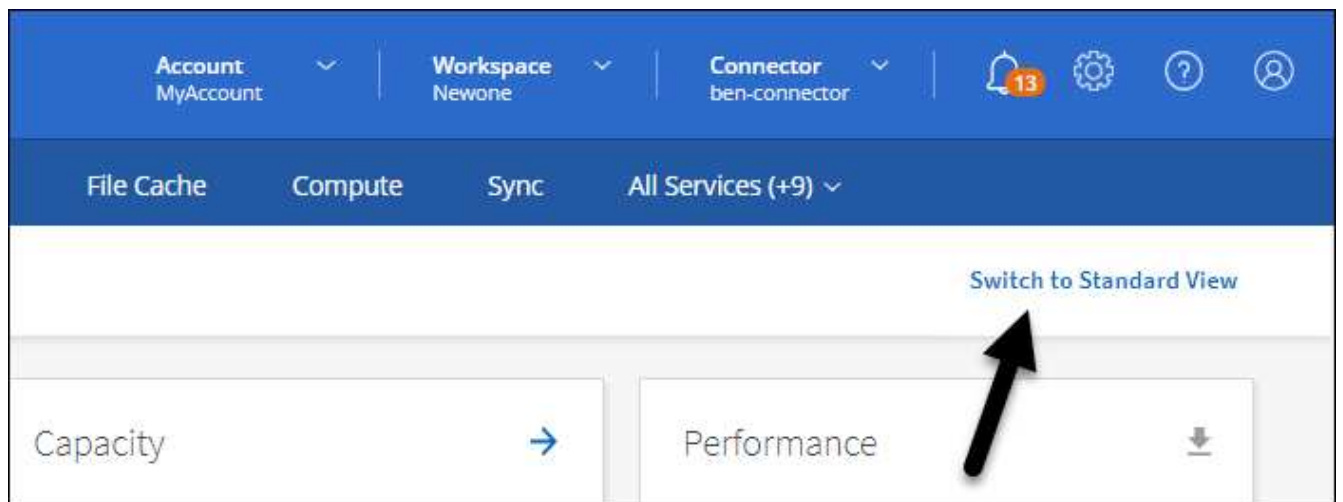 Account
MyAccount
Workspace
Newone
Connector
ben-connector
13
File Cache
Compute
Sync
All Services (+9)
Switch to Standard View
Capacity
Performance